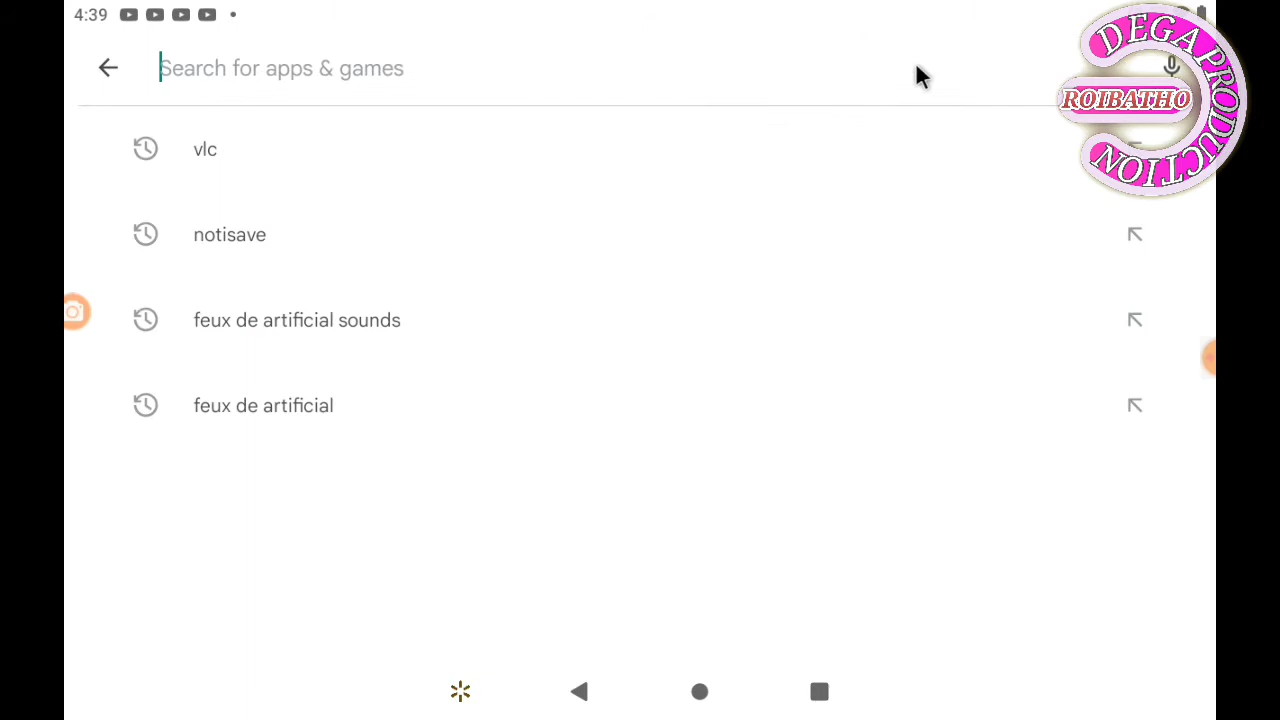 4:39
Search for apps & games
vlc
notisave
feux de artificial sounds
feux de artificial
DEGA PRODUCTION
ROIBATHO